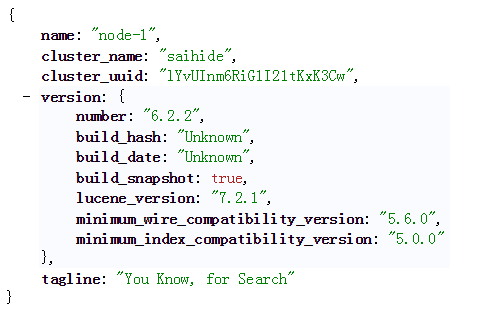 {
name: "node-1",
cluster_name: "saihide",
cluster_uuid: "lYvUInm6RiG1I21tKxK3Cw",
- version: {
number: "6.2.2",
build_hash: "Unknown",
build_date: "Unknown",
build_snapshot: true,
lucene_version: "7.2.1",
minimum_wire_compatibility_version: "5.6.0",
minimum_index_compatibility_version: "5.0.0"
},
tagline: "You Know, for Search"
}